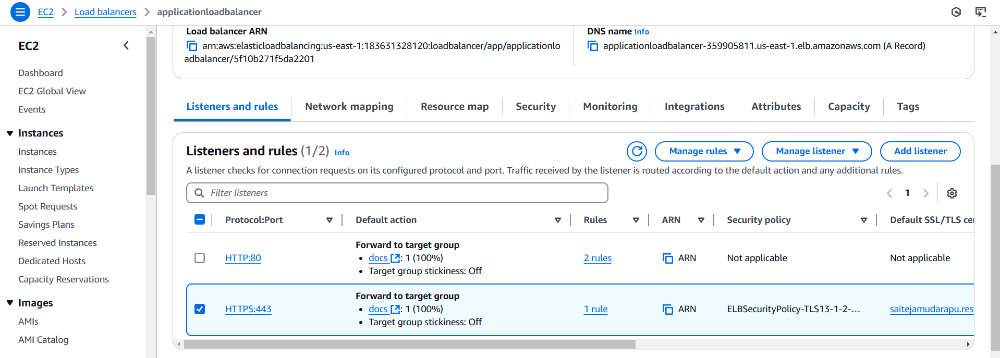 EC2 > Load balancers > applicationloadbalancer
EC2
Dashboard
EC2 Global View
Events
Instances
Instances
Instance Types
Launch Templates
Spot Requests
Savings Plans
Reserved Instances
Dedicated Hosts
Capacity Reservations
Images
AMIs
AMI Catalog
Load balancer ARN
arn:aws:elasticloadbalancing:us-east-1:183631328120:loadbalancer/app/applicationlo
adbalancer/5f10b271f5da2201
DNS name Info
applicationloadbalancer-359905811.us-east-1.elb.amazonaws.com (A Record)
Listeners and rules Network mapping Resource map Security Monitoring Integrations Attributes Capacity Tags
Listeners and rules (1/2) Info
Manage rules Manage listener Add listener
A listener checks for connection requests on its configured protocol and port. Traffic received by the listener is routed according to the default action and any additional rules.
Filter listeners
1
Protocol:Port Default action Rules ARN Security policy Default SSL/TLS cer
Forward to target group
HTTP:80 • docs : 1 (100%) 2 rules ARN Not applicable Not applicable
• Target group stickiness: Off
Forward to target group
HTTPS:443 • docs : 1 (100%) 1 rule ARN ELBSecurityPolicy-TLS13-1-2-... saitejamudarapu.res
• Target group stickiness: Off